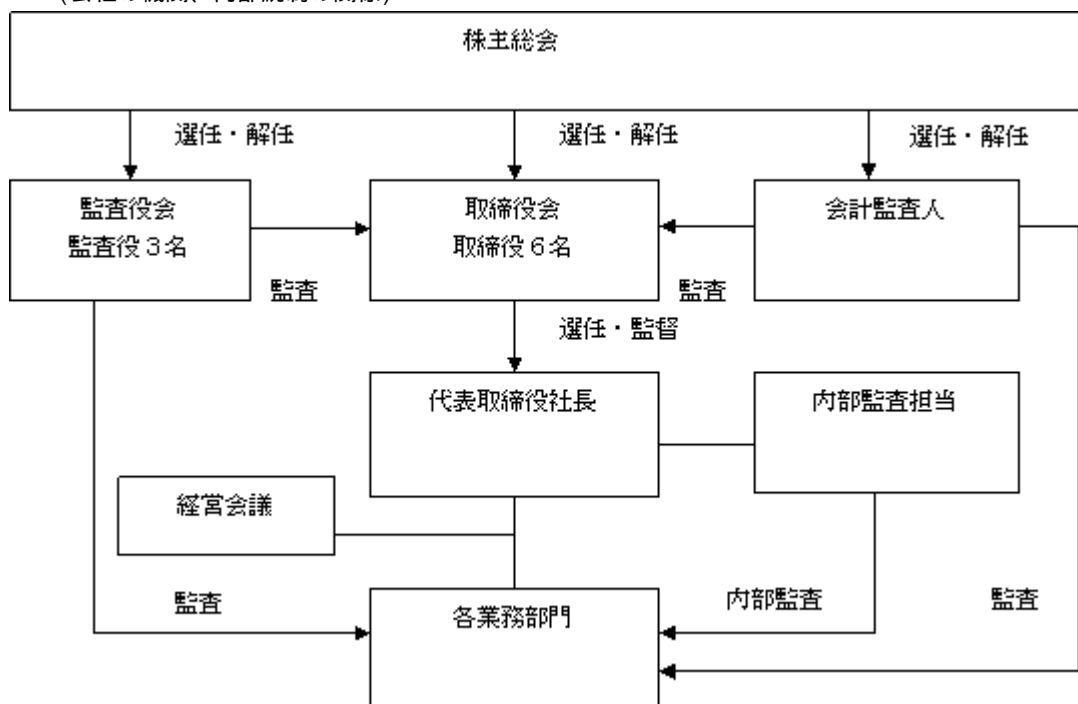 株主総会
選任・解任
選任・解任
選任・解任
監査役会
監査役3名
取締役会
取締役6名
会計監査人
監査
監査
選任・監督
代表取締役社長
内部監査担当
経営会議
監査
内部監査
監査
各業務部門